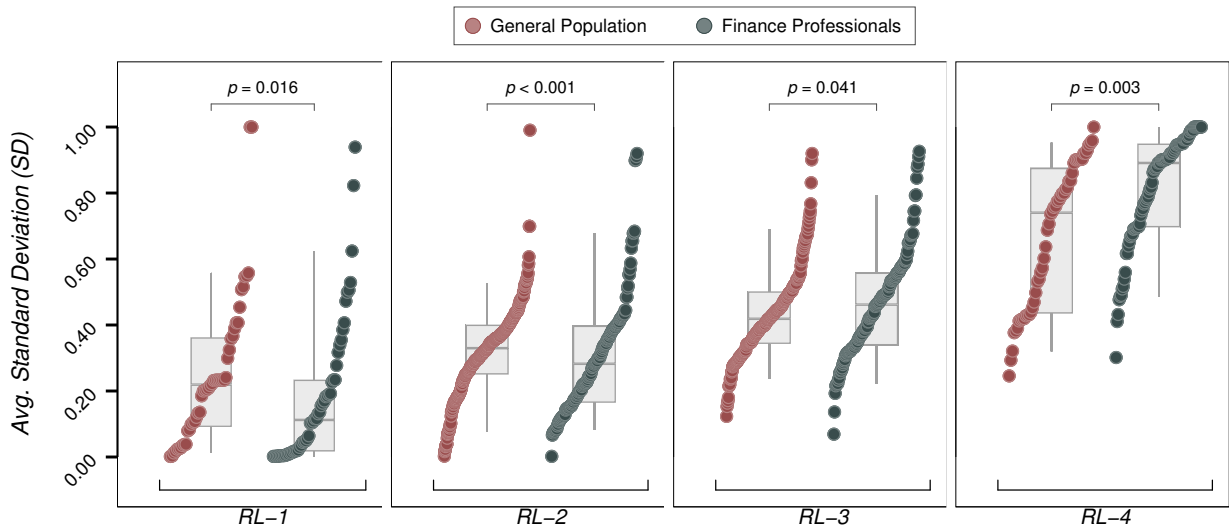 General Population Finance Professionals
p = 0.016 p < 0.001 p = 0.041 p = 0.003
Avg. Standard Deviation (SD)
1.00
0.80
0.60
0.40
0.20
0.00
RL−1 RL−2 RL−3 RL−4